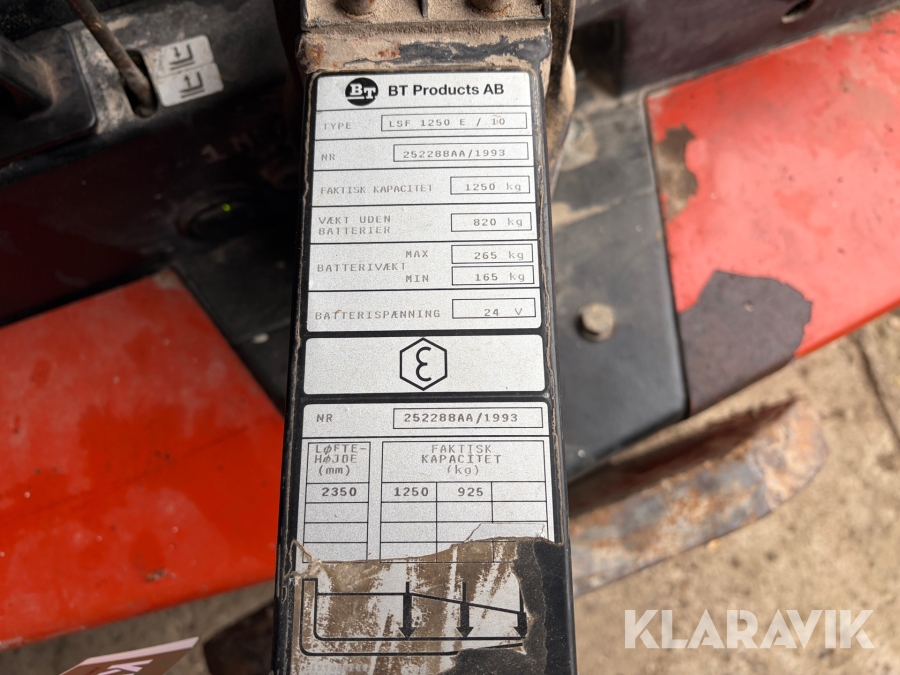 BT BT Products AB
TYPE LSF 1250 E / 10
NR 252288AA/1993
FAKTISK KAPACITET 1250 kg
VÆKT UDEN
BATTERIER 820 kg
BATTERIVÆKT MAX 265 kg
MIN 165 kg
BATTERISPÆNNING 24 V
NR 252288AA/1993
LØFTE-
HØJDE
(mm)
FAKTISK
KAPACITET
(kg)
2350 1250 925
KLARAVIK